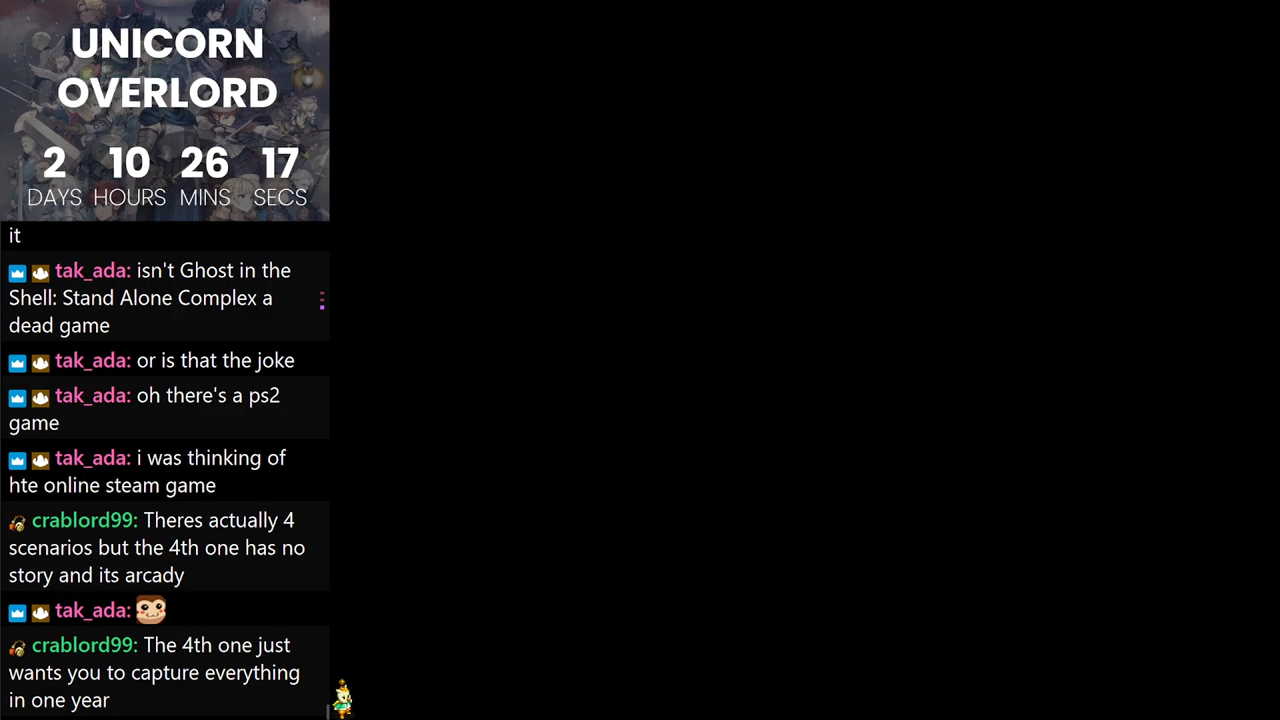 UNICORN
OVERLORD
2 10 26 17
DAYS HOURS MINS SECS
it
tak_ada: isn't Ghost in the
Shell: Stand Alone Complex a
dead game
tak_ada: or is that the joke
tak_ada: oh there's a ps2
game
tak_ada: i was thinking of
hte online steam game
crablord99: Theres actually 4
scenarios but the 4th one has no
story and its arcady
tak_ada:
crablord99: The 4th one just
wants you to capture everything
in one year